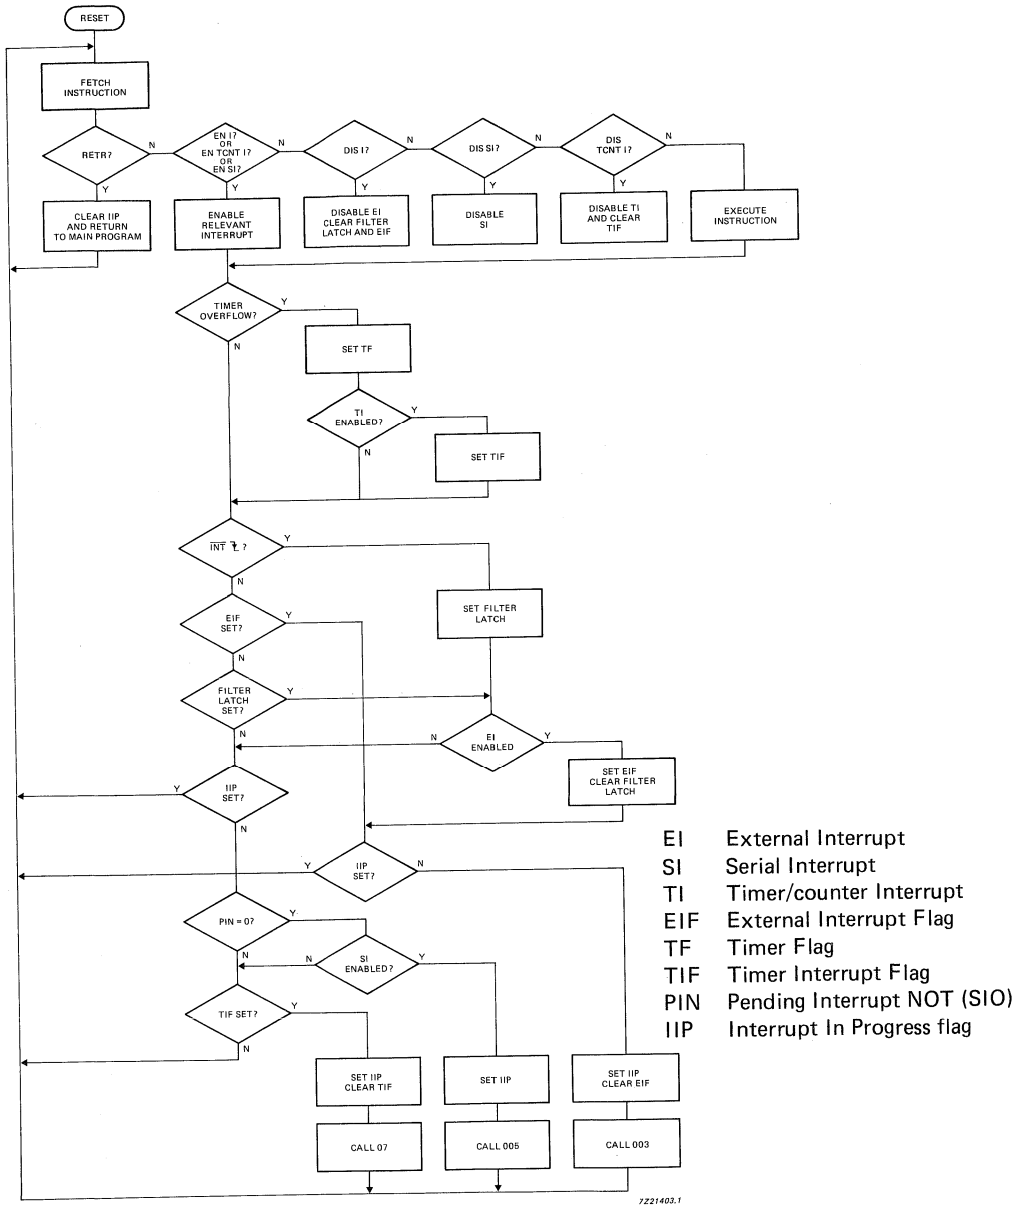 RESET
FETCH
INSTRUCTION
RETR?
N
Y
EN I?
OR
EN TCNT I?
OR
EN SI?
N
Y
DIS I?
N
Y
DIS SI?
N
Y
DIS
TCNT I?
N
Y
CLEAR IIP
AND RETURN
TO MAIN PROGRAM
ENABLE
RELEVANT
INTERRUPT
DISABLE EI
CLEAR FILTER
LATCH AND EIF
DISABLE
SI
DISABLE TI
AND CLEAR
TIF
EXECUTE
INSTRUCTION
TIMER
OVERFLOW?
Y
N
SET TF
TI
ENABLED?
Y
N
SET TIF
INT ?
Y
N
SET FILTER
LATCH
EIF
SET?
Y
N
FILTER
LATCH
SET?
Y
N
EI
ENABLED
N
Y
SET EIF
CLEAR FILTER
LATCH
IIP
SET?
Y
N
IIP
SET?
Y
N
PIN = 0?
Y
N
SI
ENABLED?
N
Y
TIF SET?
Y
N
SET IIP
CLEAR TIF
SET IIP
SET IIP
CLEAR EIF
CALL 07
CALL 005
CALL 003
EI External Interrupt
SI Serial Interrupt
TI Timer/counter Interrupt
EIF External Interrupt Flag
TF Timer Flag
TIF Timer Interrupt Flag
PIN Pending Interrupt NOT (SIO)
IIP Interrupt In Progress flag
7Z21403.1